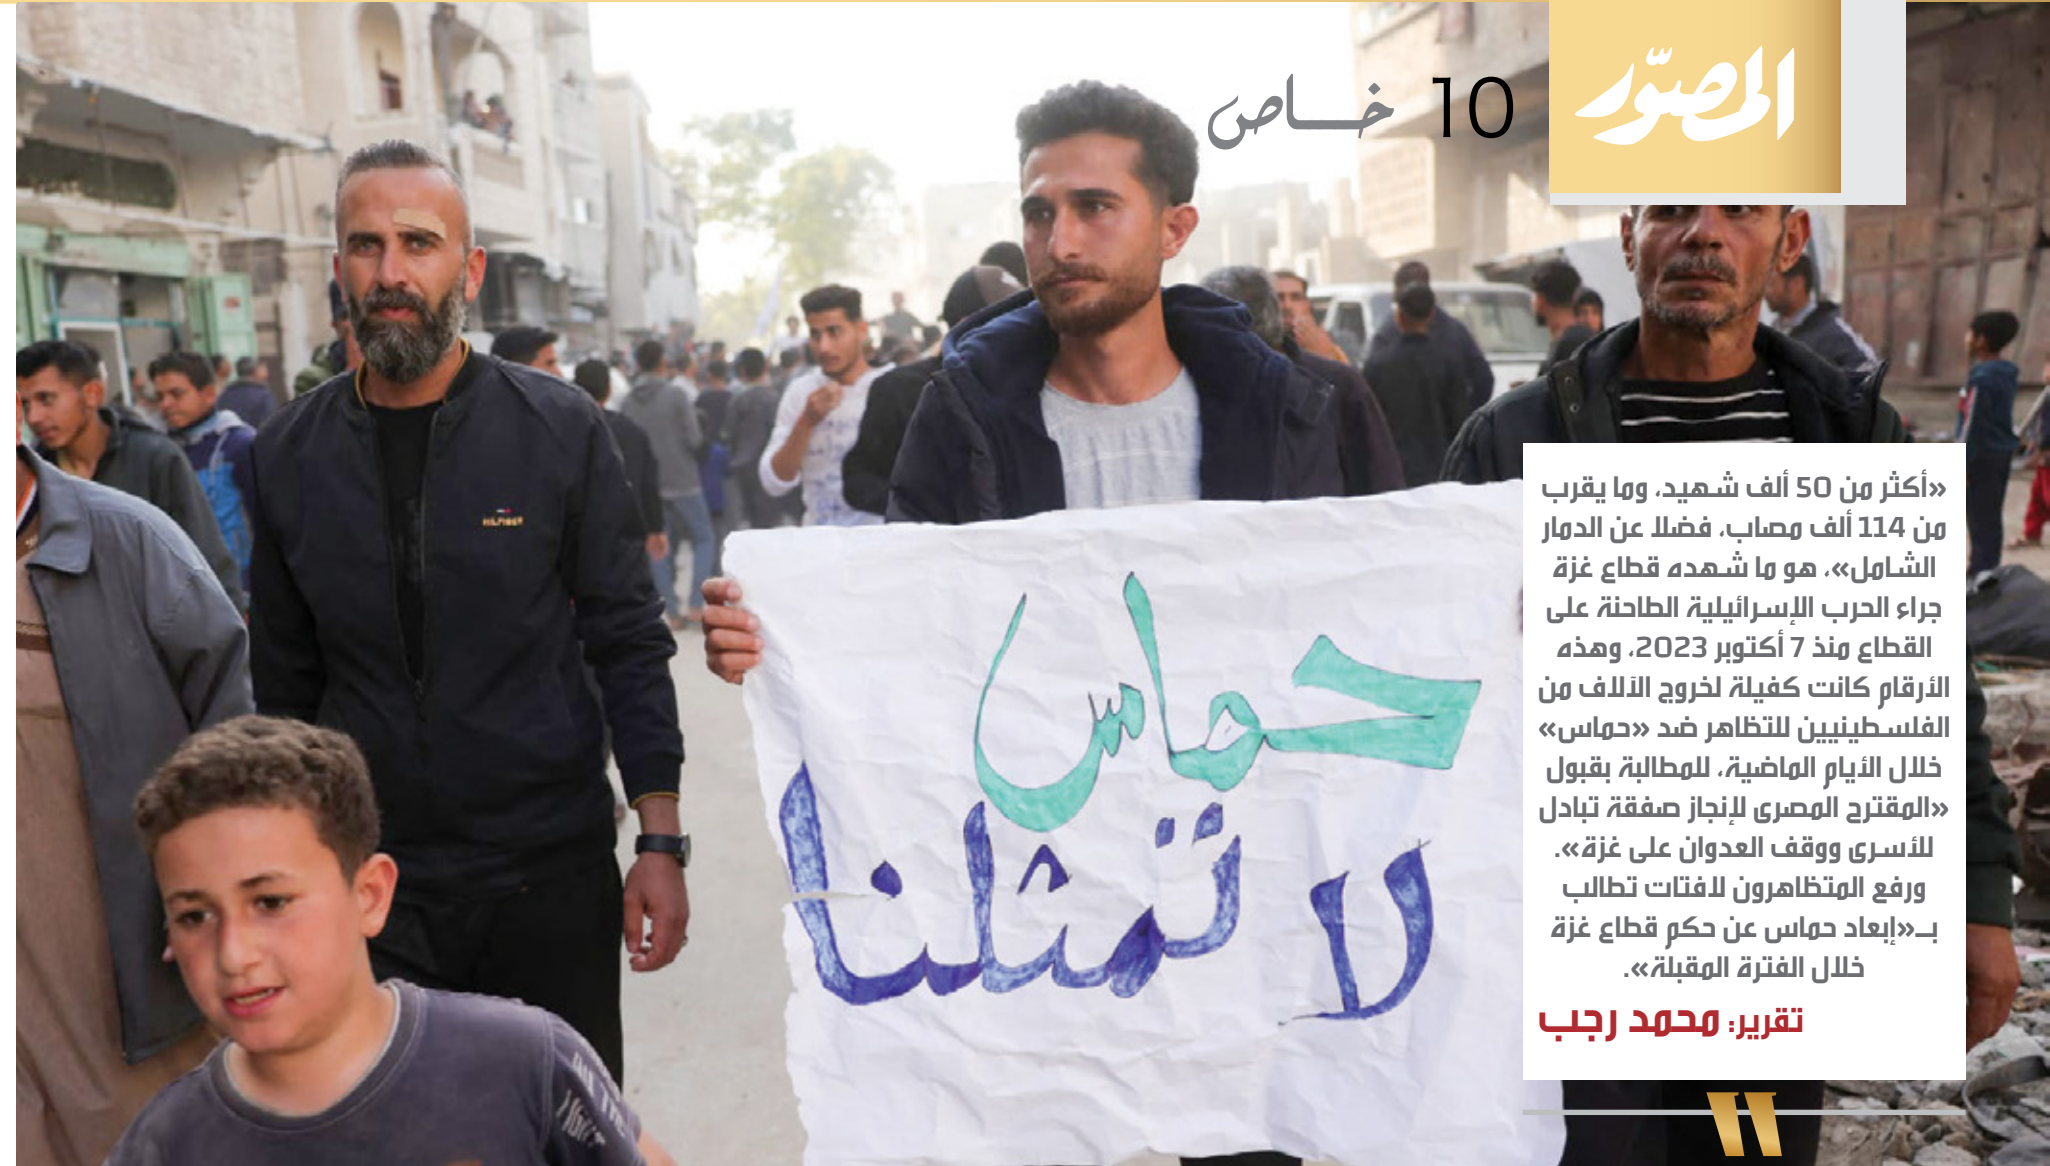 المصوّر
10 خاص
«أكثر من 50 ألف شهيد، وما يقرب
من 114 ألف مصاب، فضلا عن الدمار
الشامل»، هو ما شهده قطاع غزة
جراء الحرب الإسرائيلية الطاحنة على
القطاع منذ 7 أكتوبر 2023، وهذه
الأرقام كانت كفيلة لخروج الآلاف من
الفلسطينيين للتظاهر ضد «حماس»
خلال الأيام الماضية، للمطالبة بقبول
«المقترح المصرى لإنجاز صفقة تبادل
للأسرى ووقف العدوان على غزة».
ورفع المتظاهرون لافتات تطالب
بـ«إبعاد حماس عن حكم قطاع غزة
خلال الفترة المقبلة».
تقرير: محمد رجب
حماس
لا تمثلنا
HILFIGER